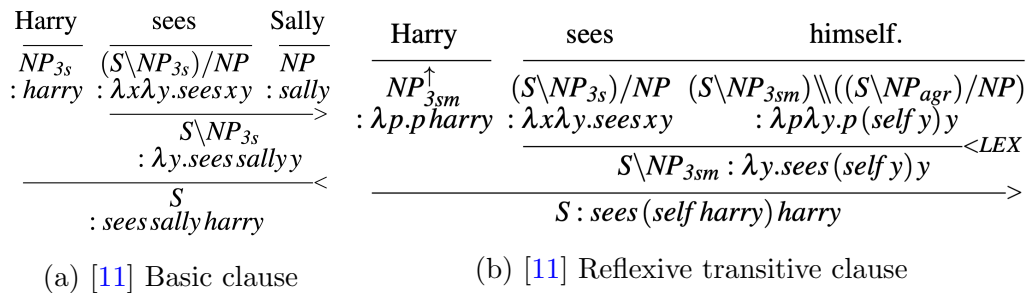 Harry sees Sally
NP₃ₛ (S\NP₃ₛ)/NP NP
: harry : λxλy.sees x y : sally
>
S\NP₃ₛ
: λy.sees sally y
<
S
: sees sally harry
(a) [11] Basic clause
Harry sees himself.
NP↑₃ₛₘ (S\NP₃ₛ)/NP (S\NP₃ₛₘ)\\((S\NP_agr)/NP)
: λp.p harry : λxλy.sees x y : λpλy.p (self y) y
<LEX
S\NP₃ₛₘ : λy.sees (self y) y
>
S : sees (self harry) harry
(b) [11] Reflexive transitive clause